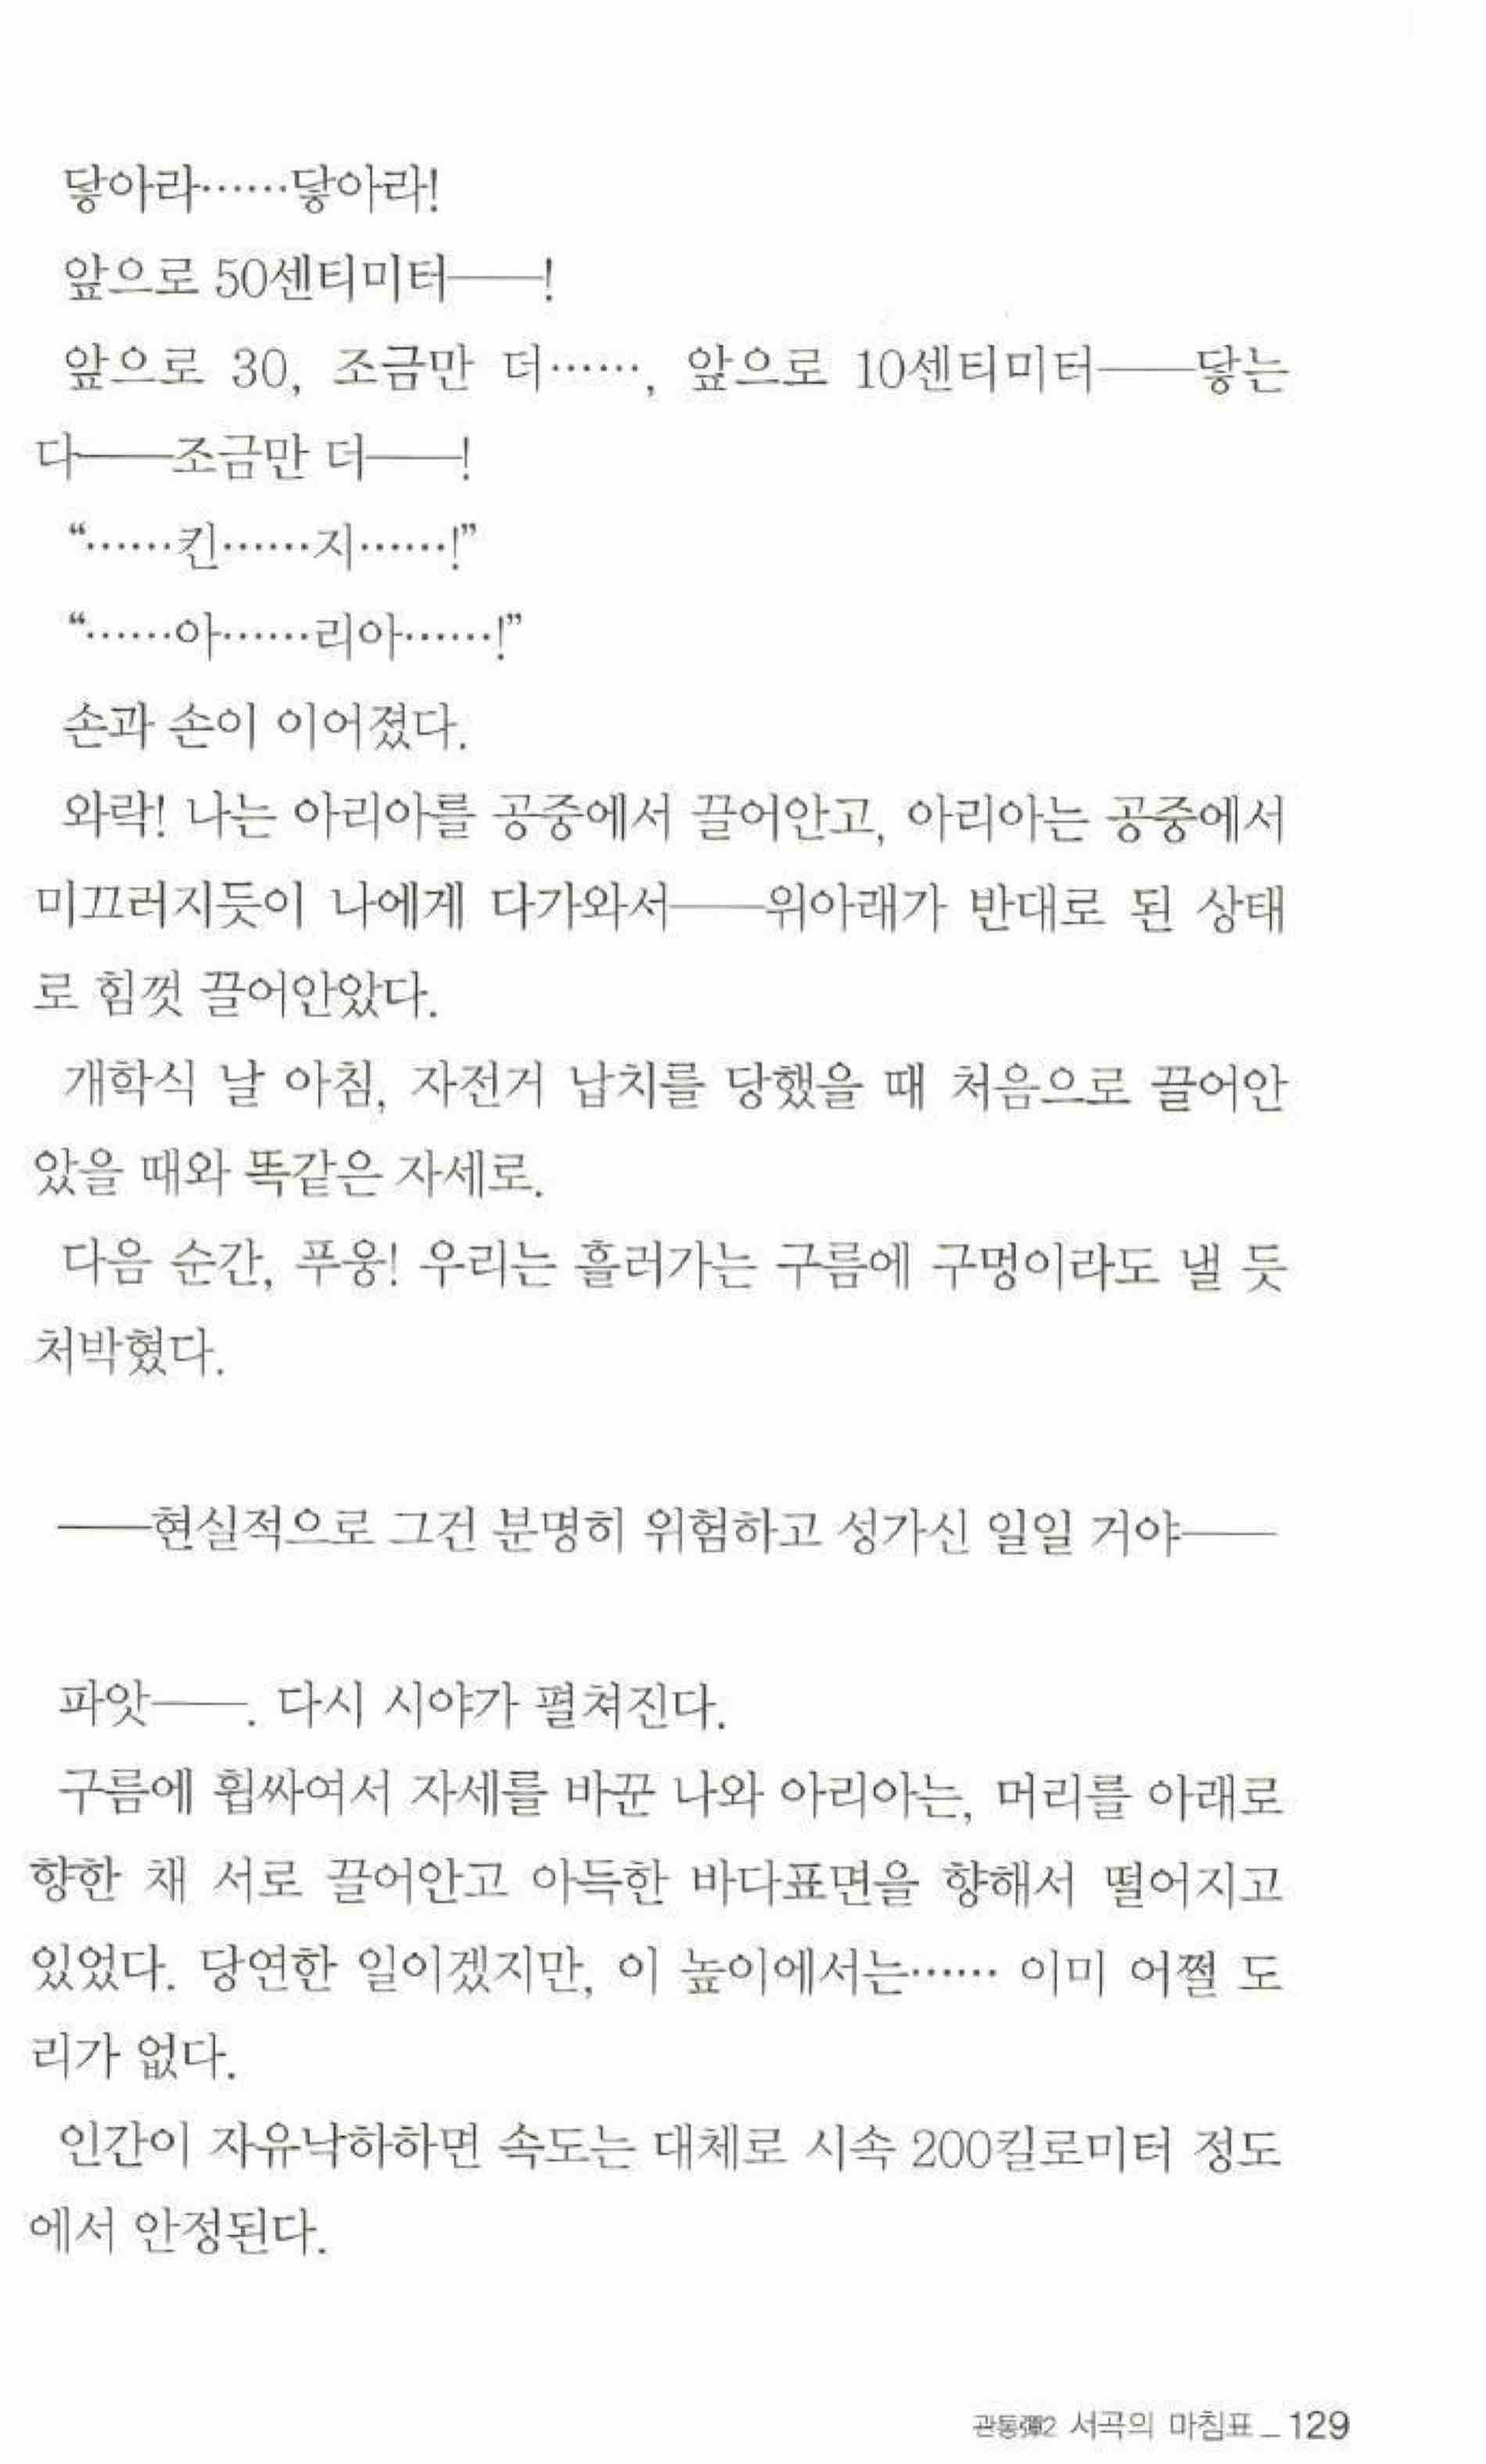 닿아라……닿아라!
앞으로 50센티미터──!
앞으로 30, 조금만 더……, 앞으로 10센티미터──닿는
다──조금만 더──!
“……킨……지……!”
“……아……리아……!”
손과 손이 이어졌다.
와락! 나는 아리아를 공중에서 끌어안고, 아리아는 공중에서
미끄러지듯이 나에게 다가와서──위아래가 반대로 된 상태
로 힘껏 끌어안았다.
개학식 날 아침, 자전거 납치를 당했을 때 처음으로 끌어안
았을 때와 똑같은 자세로.
다음 순간, 푸웅! 우리는 흘러가는 구름에 구멍이라도 낼 듯
처박혔다.
──현실적으로 그건 분명히 위험하고 성가신 일일 거야──
파앗──. 다시 시야가 펼쳐진다.
구름에 휩싸여서 자세를 바꾼 나와 아리아는, 머리를 아래로
향한 채 서로 끌어안고 아득한 바다표면을 향해서 떨어지고
있었다. 당연한 일이겠지만, 이 높이에서는…… 이미 어쩔 도
리가 없다.
인간이 자유낙하하면 속도는 대체로 시속 200킬로미터 정도
에서 안정된다.
관통彈2 서곡의 마침표_129